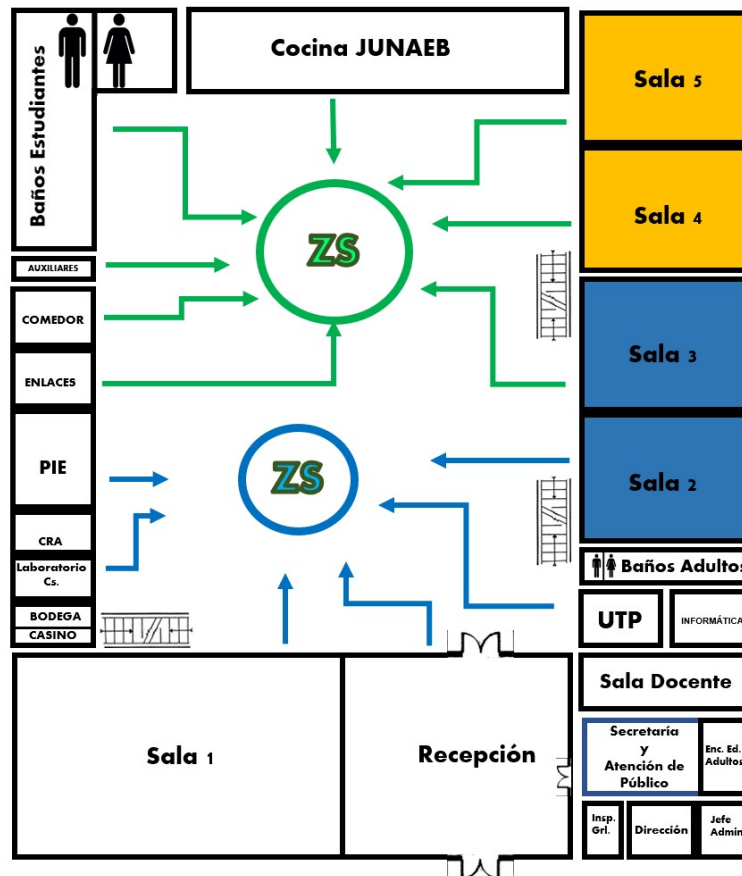 Baños Estudiantes
Cocina JUNAEB
Sala 5
Sala 4
ZS
AUXILIARES
COMEDOR
Sala 3
ENLACES
PIE
ZS
Sala 2
CRA
Laboratorio
Cs.
Baños Adultos
BODEGA
CASINO
UTP
INFORMÁTICA
Sala 1
Recepción
Sala Docente
Secretaría
y
Atención de
Público
Enc. Ed.
Adultos
Insp.
Grl.
Dirección
Jefe
Admin